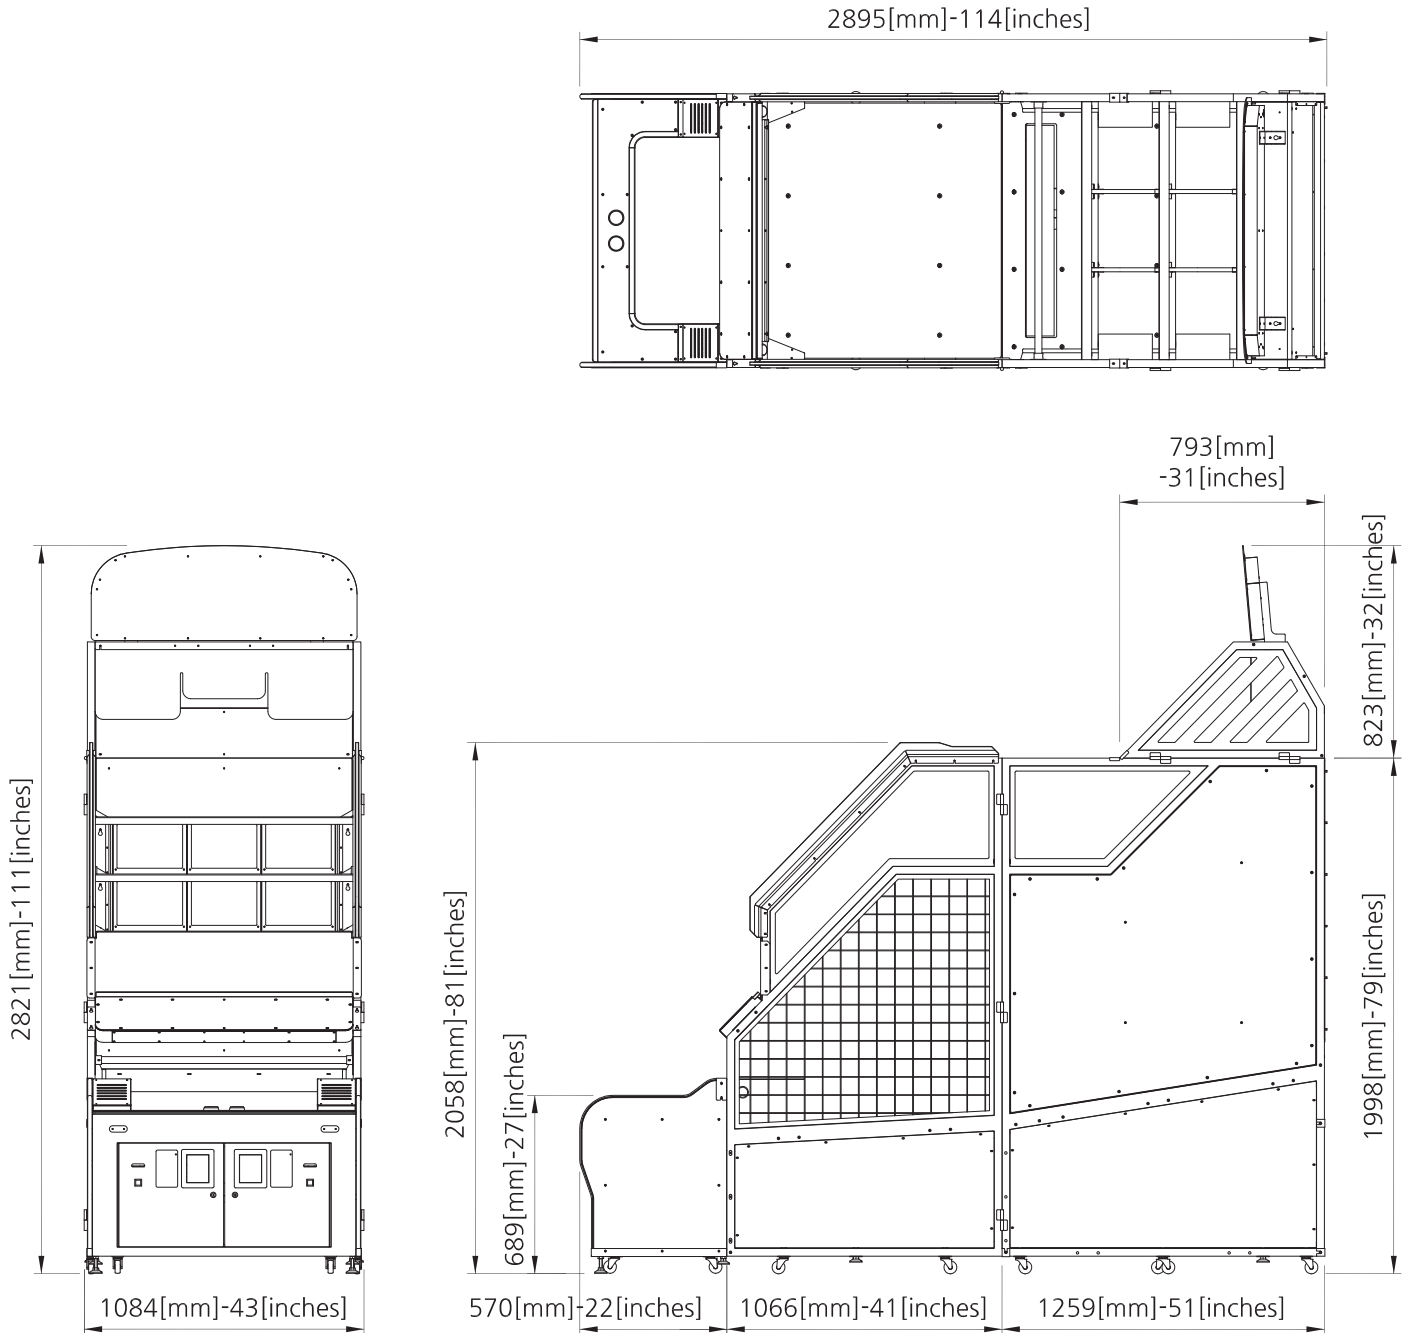 2895[mm]-114[inches]
793[mm]
-31[inches]
823[mm]-32[inches]
2821[mm]-111[inches]
2058[mm]-81[inches]
689[mm]-27[inches]
1998[mm]-79[inches]
1084[mm]-43[inches]
570[mm]-22[inches]
1066[mm]-41[inches]
1259[mm]-51[inches]